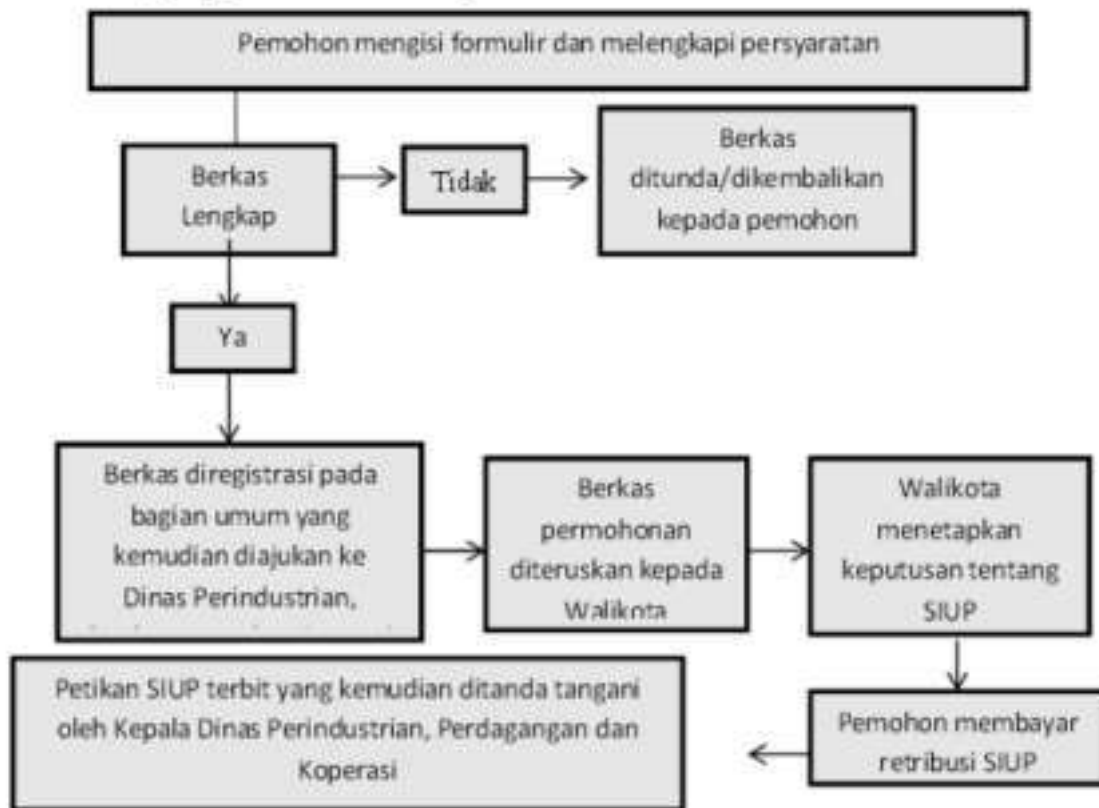 Pemohon mengisi formulir dan melengkapi persyaratan
Berkas
Lengkap
Tidak
Berkas
ditunda/dikembalikan
kepada pemohon
Ya
Berkas diregistrasi pada
bagian umum yang
kemudian diajukan ke
Dinas Perindustrian,
Berkas
permohonan
diteruskan kepada
Walikota
Walikota
menetapkan
keputusan tentang
SIUP
Pemohon membayar
retribusi SIUP
Petikan SIUP terbit yang kemudian ditanda tangani
oleh Kepala Dinas Perindustrian, Perdagangan dan
Koperasi